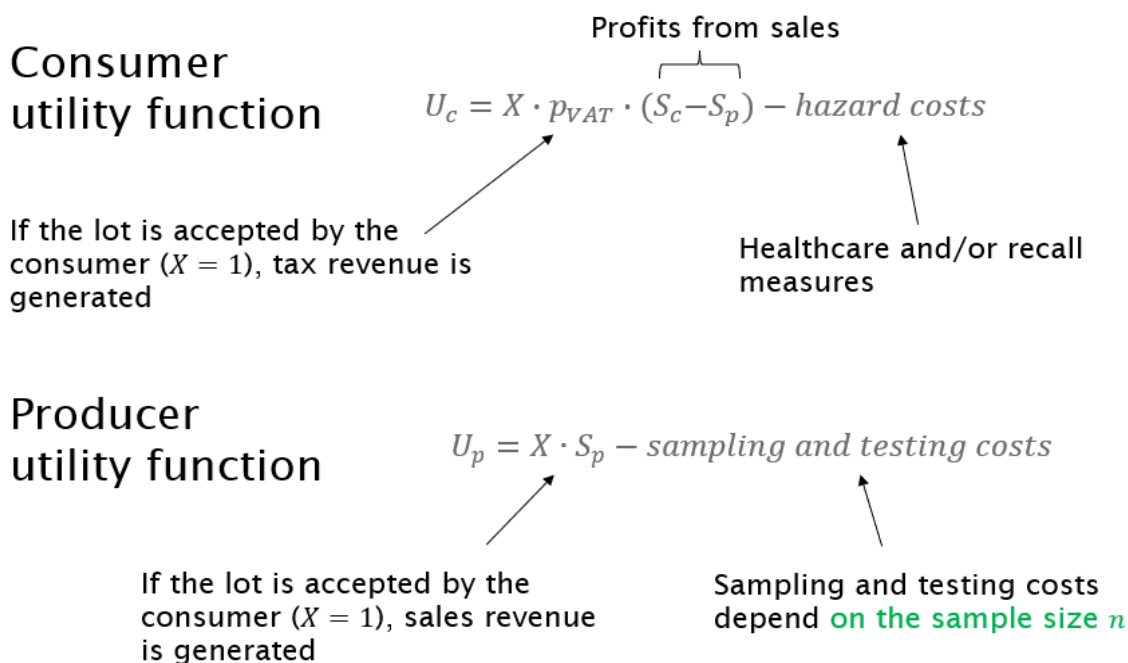 Profits from sales
Consumer
utility function
U_c = X · p_VAT · (S_c−S_p) − hazard costs
If the lot is accepted by the
consumer (X = 1), tax revenue is
generated
Healthcare and/or recall
measures
Producer
utility function
U_p = X · S_p − sampling and testing costs
If the lot is accepted by the
consumer (X = 1), sales revenue
is generated
Sampling and testing costs
depend on the sample size n